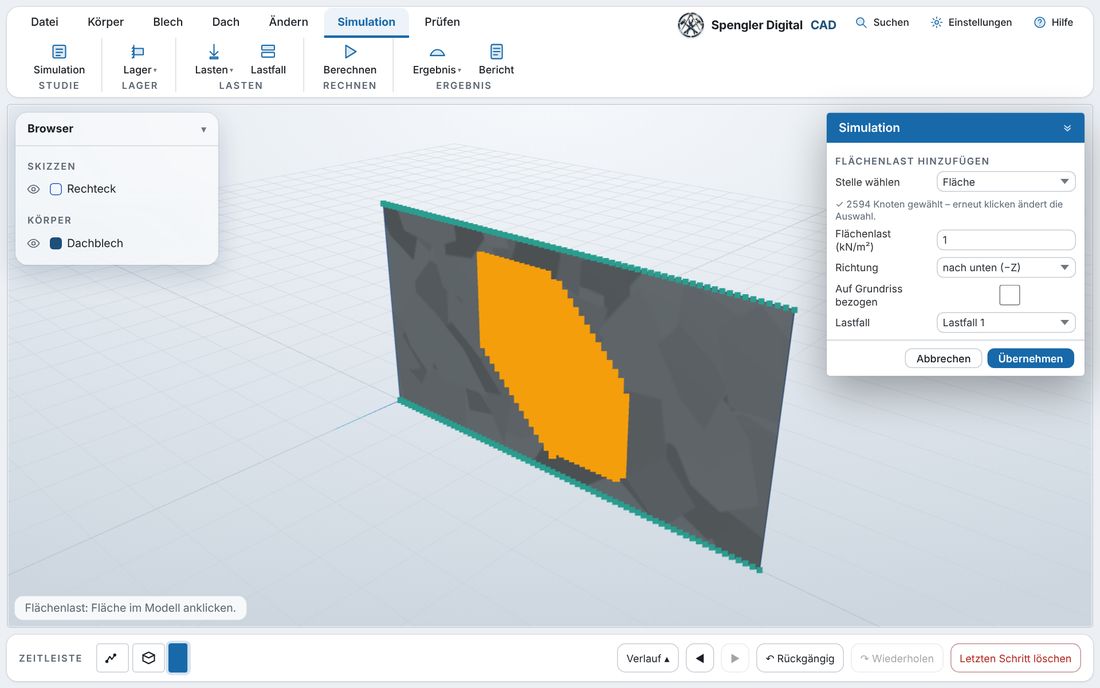 Datei Körper Blech Dach Ändern Simulation Prüfen
Spengler Digital CAD Suchen Einstellungen Hilfe
Simulation Lager Lasten Lastfall Berechnen Ergebnis Bericht
STUDIE LAGER LASTEN RECHNEN ERGEBNIS
Browser
SKIZZEN
Rechteck
KÖRPER
Dachblech
Simulation
FLÄCHENLAST HINZUFÜGEN
Stelle wählen Fläche
✓ 2594 Knoten gewählt – erneut klicken ändert die
Auswahl.
Flächenlast
(kN/m²) 1
Richtung nach unten (−Z)
Auf Grundriss
bezogen
Lastfall Lastfall 1
Abbrechen Übernehmen
Flächenlast: Fläche im Modell anklicken.
ZEITLEISTE Verlauf ▴ ◀ ▶ ↶ Rückgängig ↷ Wiederholen Letzten Schritt löschen